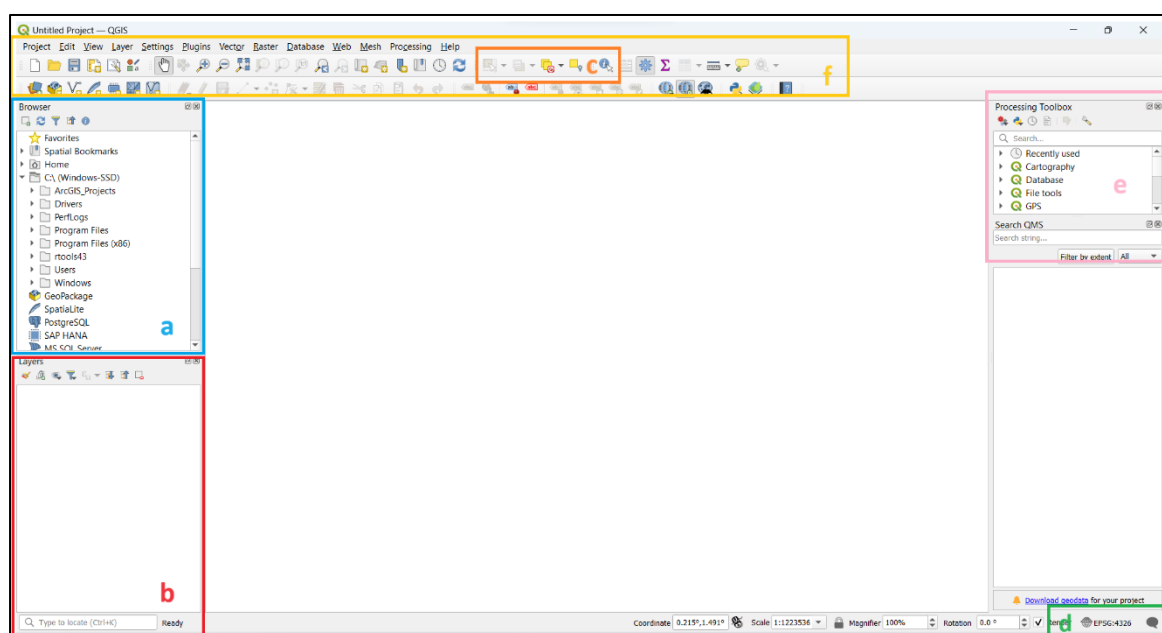 Untitled Project — QGIS
Project Edit View Layer Settings Plugins Vector Raster Database Web Mesh Processing Help
c
f
Browser
Favorites
Spatial Bookmarks
Home
C:\ (Windows-SSD)
ArcGIS_Projects
Drivers
PerfLogs
Program Files
Program Files (x86)
rtools43
Users
Windows
GeoPackage
SpatiaLite
PostgreSQL
SAP HANA
MS SQL Server
a
Layers
b
Processing Toolbox
Search...
Recently used
Cartography
Database
File tools
GPS
e
Search QMS
Search string...
Filter by extent All
Download geodata for your project
Type to locate (Ctrl+K) Ready Coordinate 0.215°,1.491° Scale 1:1223536 Magnifier 100% Rotation 0.0 ° d EPSG:4326